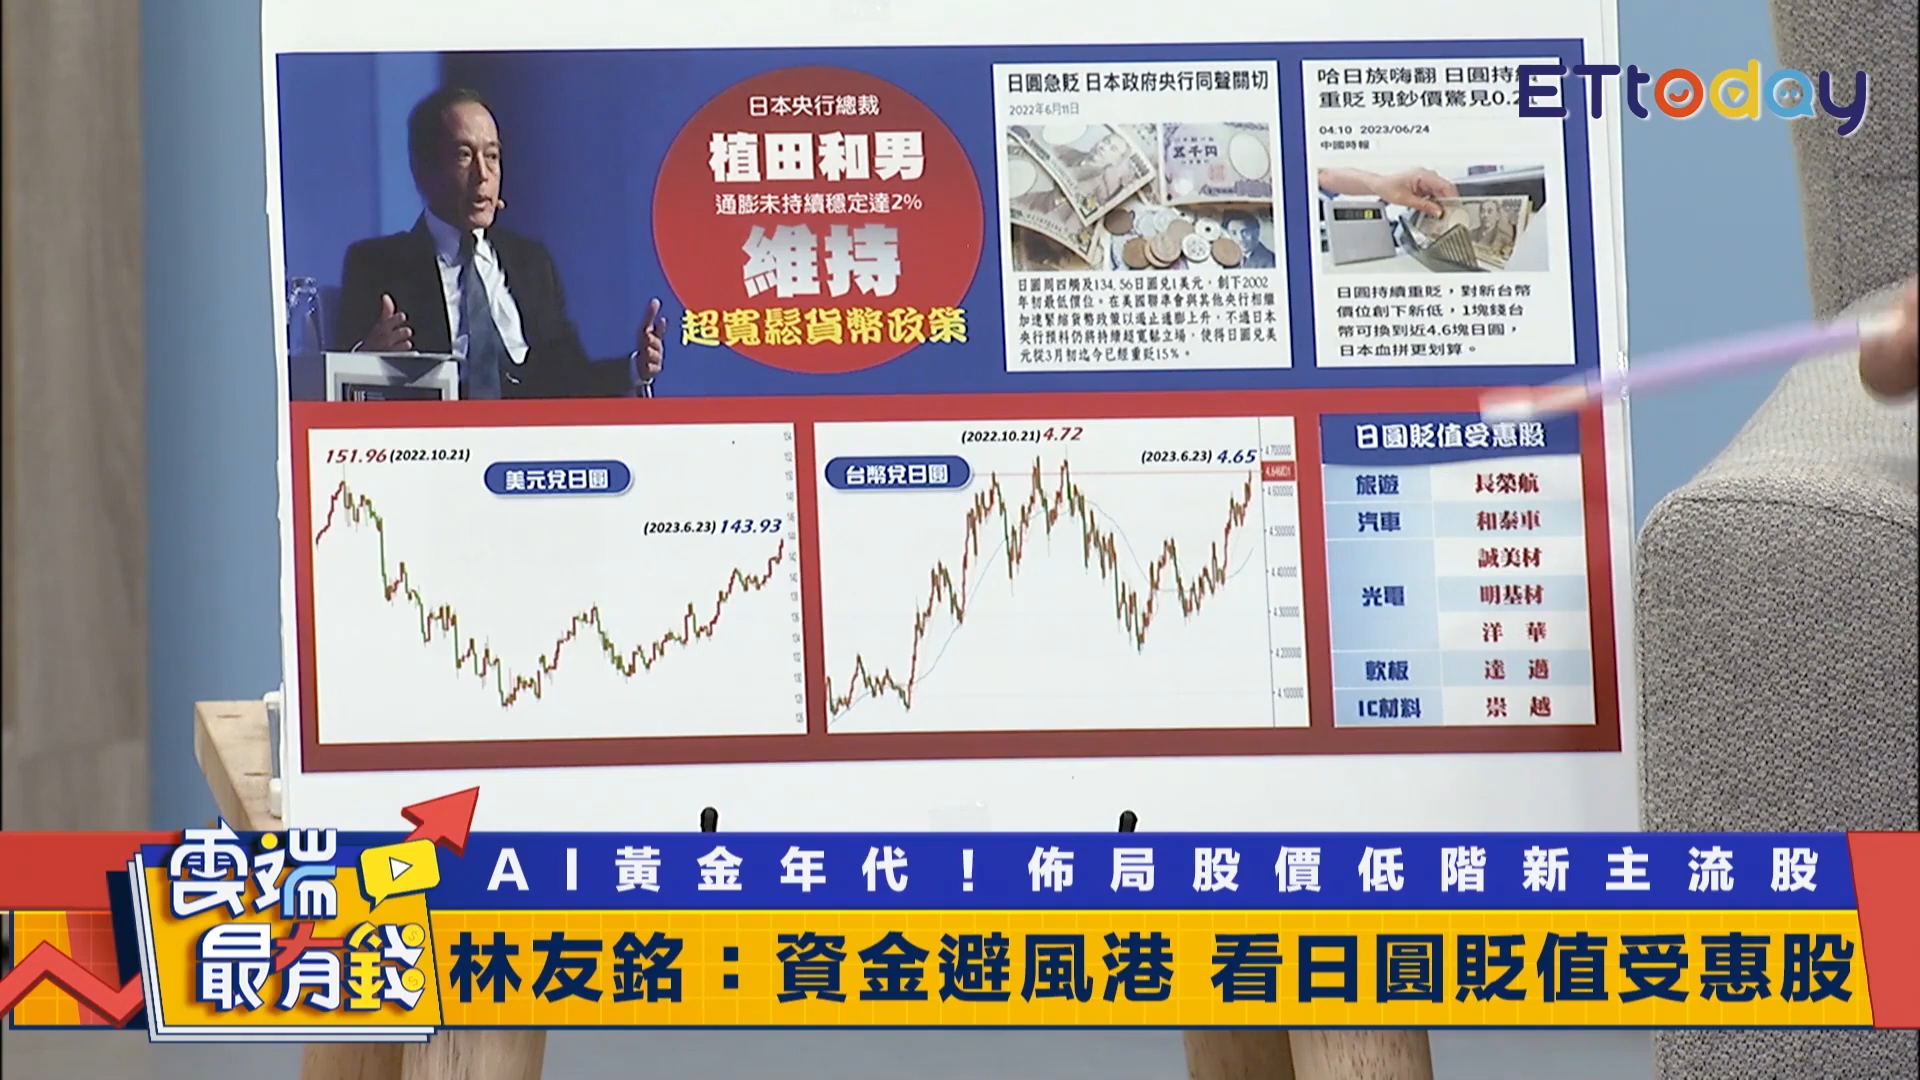 ETtoday
日本央行總裁
植田和男
通膨未持續穩定達2%
維持
超寬鬆貨幣政策
日圓急貶 日本政府央行同聲關切
2022年6月11日
日圓周四觸及134.56日圓兌1美元，創下2002
年初最低價位。在美國聯準會與其他央行相繼
加速緊縮貨幣政策以遏止通膨上升，不過日本
央行預料仍將持續超寬鬆立場，使得日圓兌美
元從3月初迄今已經重貶15%。
哈日族嗨翻 日圓持
重貶 現鈔價驚見0.2
04:10 2023/06/24
中國時報
日圓持續重貶，對新台幣
價位創下新低，1塊錢台
幣可換到近4.6塊日圓，
日本血拼更划算。
151.96(2022.10.21)
美元兌日圓
(2023.6.23)143.93
(2022.10.21)4.72
台幣兌日圓
(2023.6.23) 4.65
日圓貶值受惠股
旅遊 長榮航
汽車 和泰車
光電 誠美材
明基材
洋華
軟板 達邁
IC材料 崇越
AI黃金年代！佈局股價低階新主流股
雲端
最有錢
林友銘：資金避風港 看日圓貶值受惠股